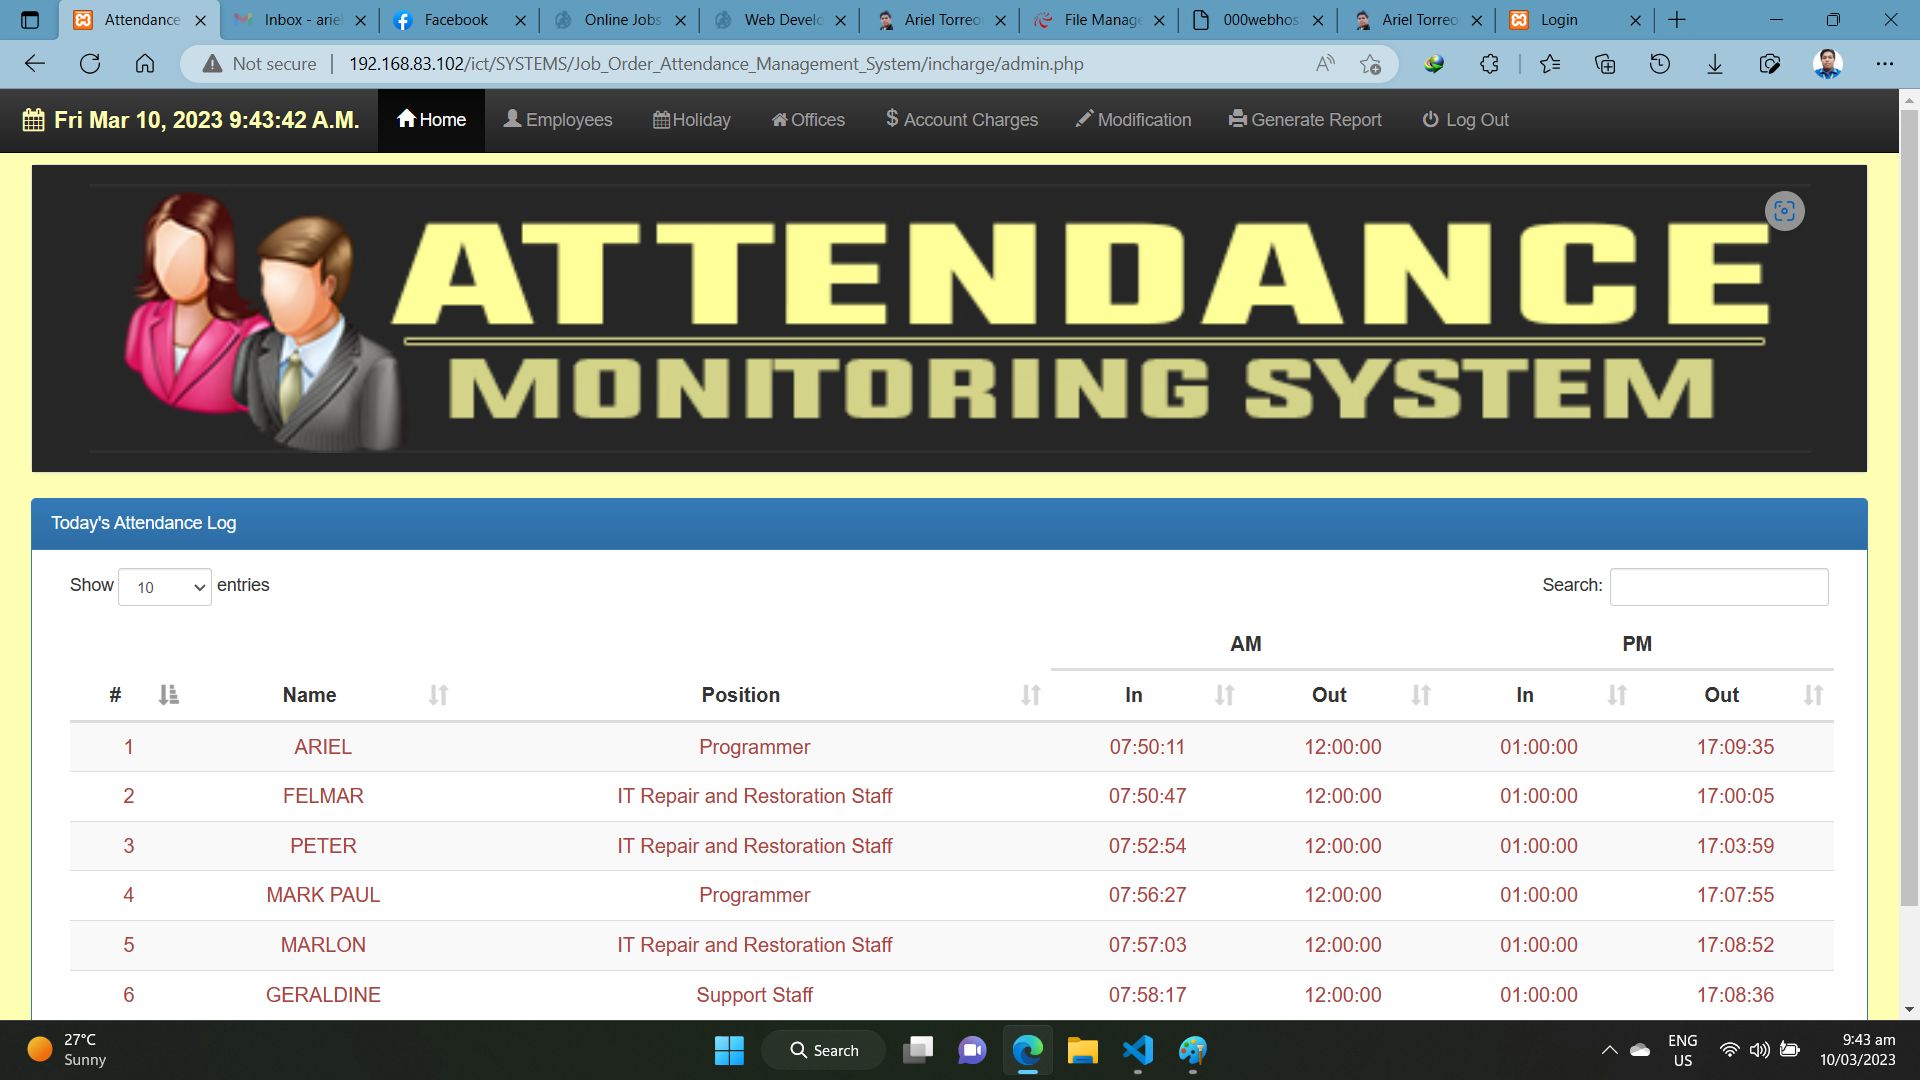 Attendance
Inbox - ariel
Facebook
Online Jobs
Web Develo
Ariel Torreo
File Manage
000webhos
Ariel Torreo
Login
Not secure
192.168.83.102/ict/SYSTEMS/Job_Order_Attendance_Management_System/incharge/admin.php
Fri Mar 10, 2023 9:43:42 A.M.
Home
Employees
Holiday
Offices
$ Account Charges
Modification
Generate Report
Log Out
ATTENDANCE
MONITORING SYSTEM
Today's Attendance Log
Show 10 entries
Search:
AM PM
# Name Position In Out In Out
1 ARIEL Programmer 07:50:11 12:00:00 01:00:00 17:09:35
2 FELMAR IT Repair and Restoration Staff 07:50:47 12:00:00 01:00:00 17:00:05
3 PETER IT Repair and Restoration Staff 07:52:54 12:00:00 01:00:00 17:03:59
4 MARK PAUL Programmer 07:56:27 12:00:00 01:00:00 17:07:55
5 MARLON IT Repair and Restoration Staff 07:57:03 12:00:00 01:00:00 17:08:52
6 GERALDINE Support Staff 07:58:17 12:00:00 01:00:00 17:08:36
27°C
Sunny
Search
ENG
US
9:43 am
10/03/2023